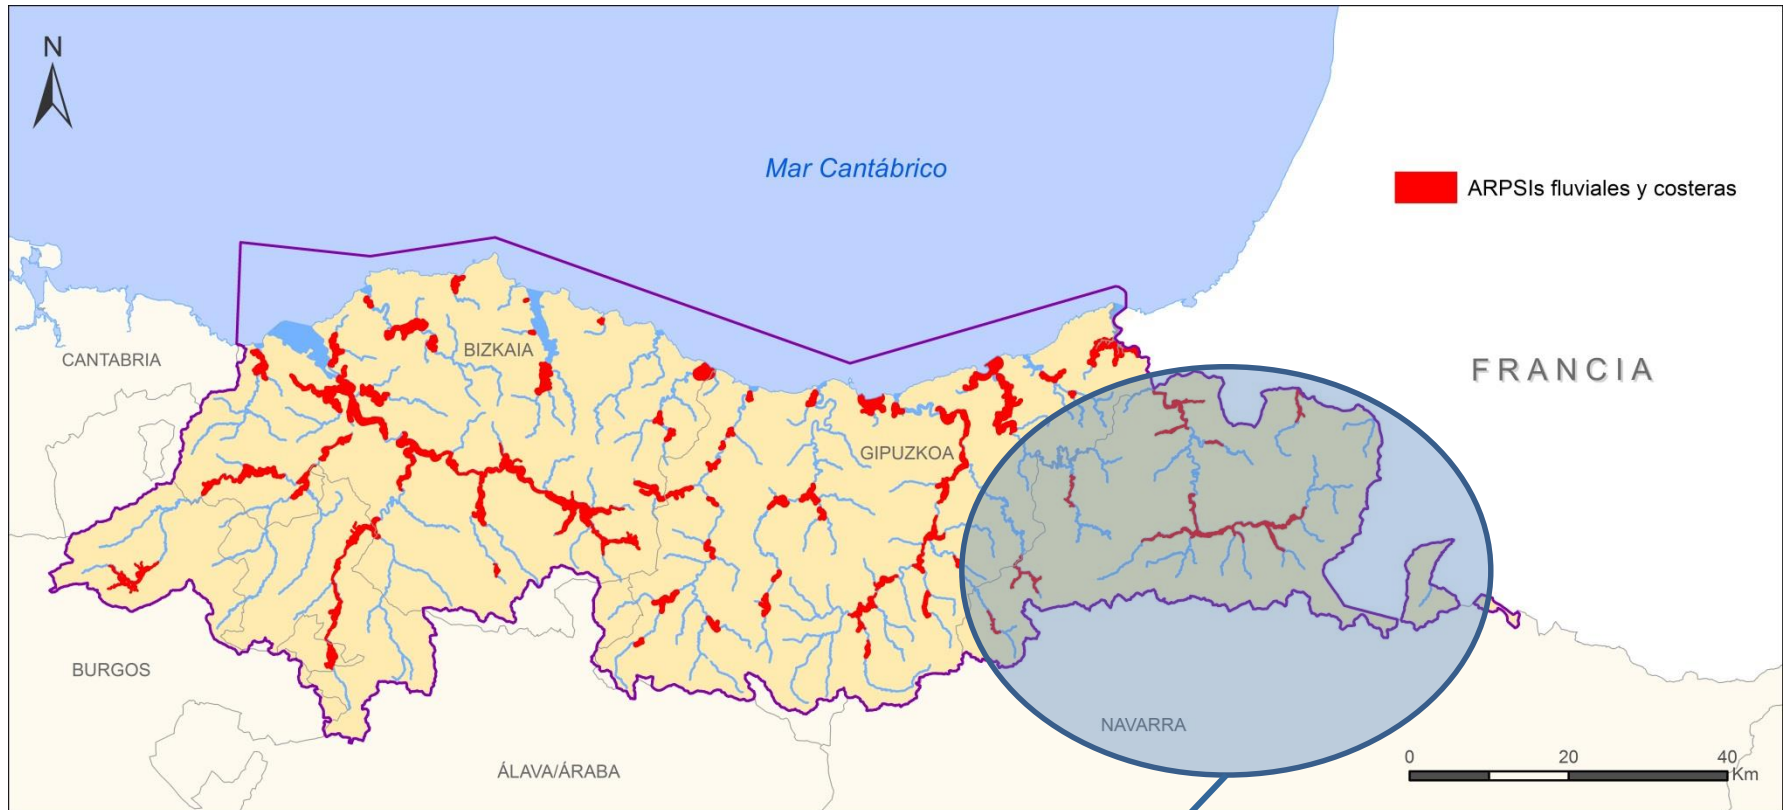 N
Mar Cantábrico
ARPSIs fluviales y costeras
CANTABRIA
BIZKAIA
FRANCIA
GIPUZKOA
BURGOS
NAVARRA
ÁLAVA/ÁRABA
0 20 40
Km